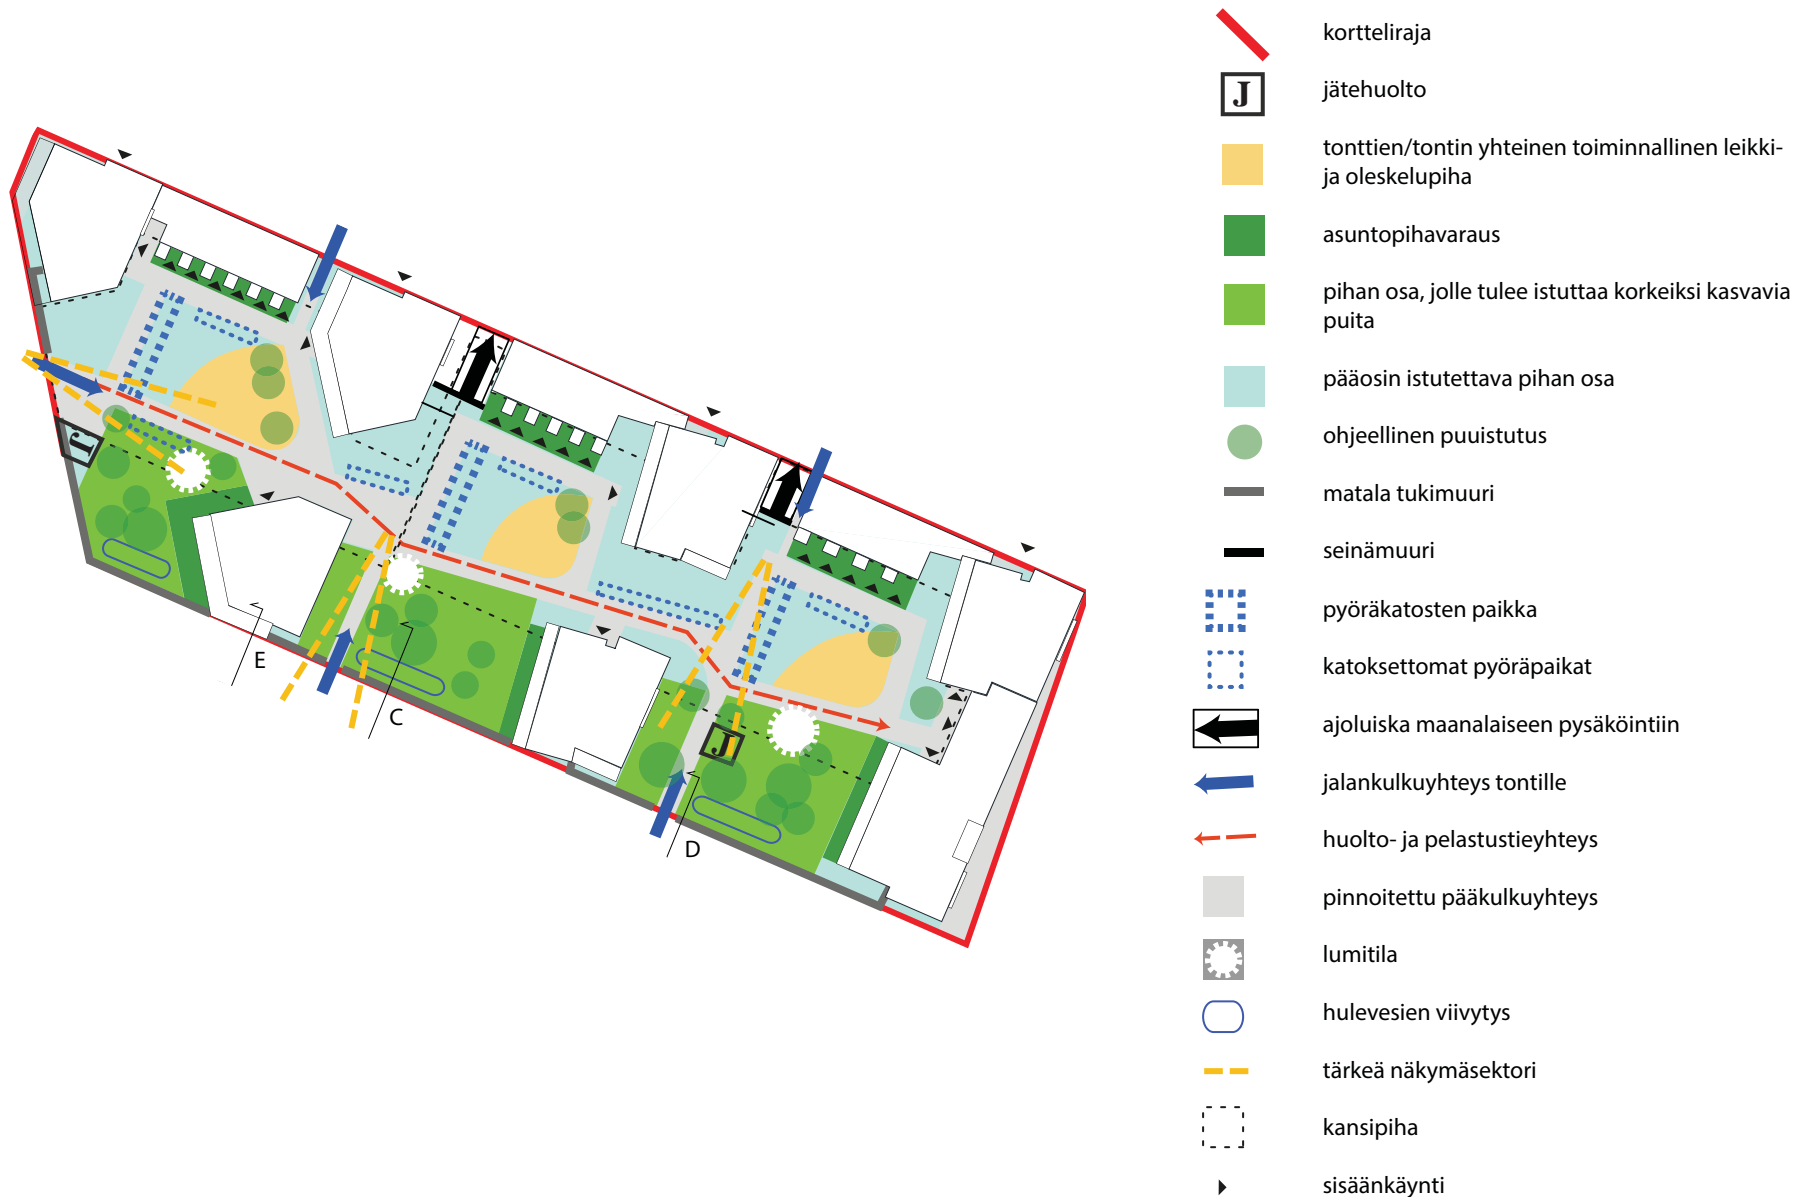 kortteliraja
J
jätehuolto
tonttien/tontin yhteinen toiminnallinen leikki-
ja oleskelupiha
asuntopihavaraus
pihan osa, jolle tulee istuttaa korkeiksi kasvavia
puita
pääosin istutettava pihan osa
ohjeellinen puuistutus
matala tukimuuri
seinämuuri
pyöräkatosten paikka
katoksettomat pyöräpaikat
ajoluiska maanalaiseen pysäköintiin
jalankulkuyhteys tontille
huolto- ja pelastustieyhteys
pinnoitettu pääkulkuyhteys
lumitila
hulevesien viivytys
tärkeä näkymäsektori
kansipiha
sisäänkäynti
J
E
C
J
D